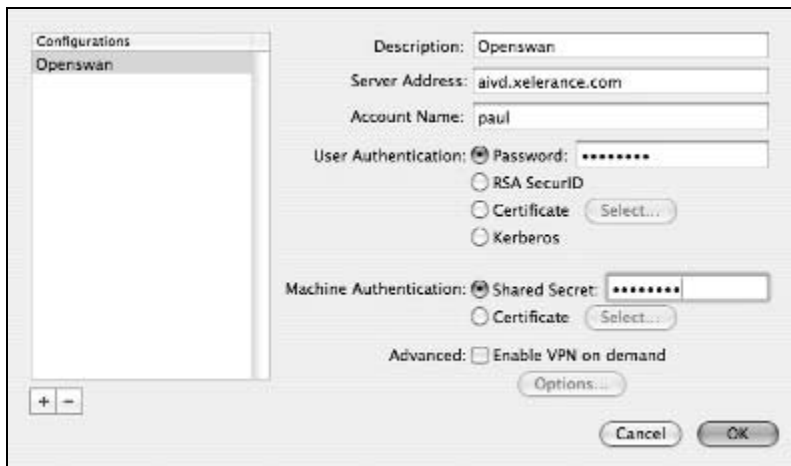 Configurations
Openswan
Description: Openswan
Server Address: aivd.xelerance.com
Account Name: paul
User Authentication: Password: ••••••••
RSA SecurID
Certificate Select...
Kerberos
Machine Authentication: Shared Secret: ••••••••
Certificate Select...
Advanced: Enable VPN on demand
Options...
+ −
Cancel OK